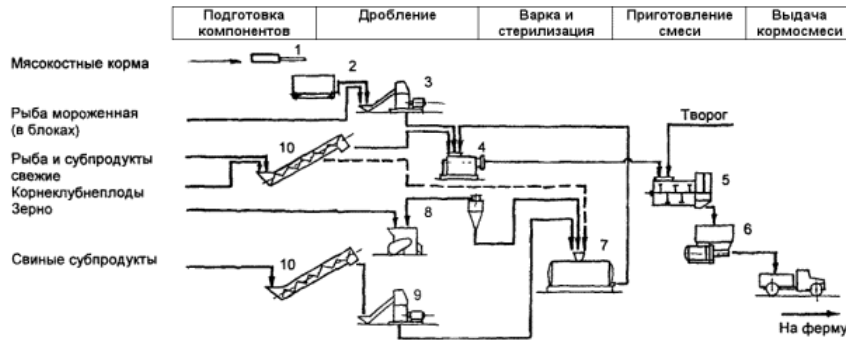 Подготовка компонентов
Дробление
Варка и стерилизация
Приготовление смеси
Выдача кормосмеси
Мясокостные корма
1
2
3
Рыба мороженная
(в блоках)
Творог
10
4
Рыба и субпродукты
свежие
5
Корнеклубнеплоды
Зерно
8
6
Свиные субпродукты
10
7
9
На ферму